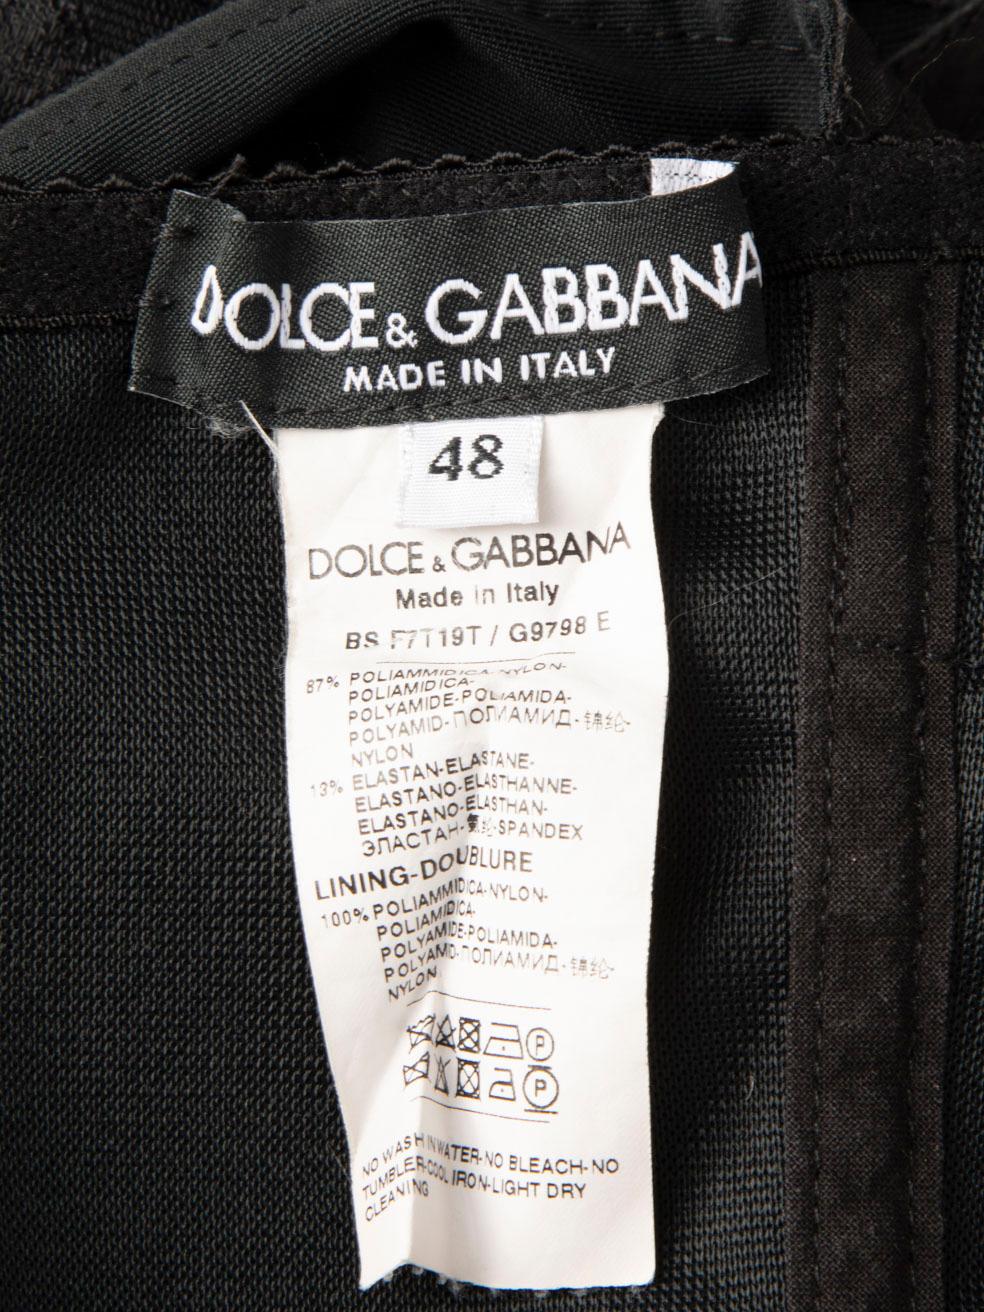 DOLCE & GABBANA
MADE IN ITALY
48
DOLCE & GABBANA
Made in Italy
BS F7T19T / G9798 E
87% POLIAMMIDICA-NYLON-
POLIAMIDICA-
POLYAMIDE-POLIAMIDA-
POLYAMID-ПОЛИАМИД-锦纶-
NYLON
13% ELASTAN-ELASTANE-
ELASTANO-ELASTHANNE-
ELASTANO-ELASTHAN-
ЭЛАСТАН-氨纶-SPANDEX
LINING-DOUBLURE
100% POLIAMMIDICA-NYLON-
POLIAMIDICA-
POLYAMIDE-POLIAMIDA-
POLYAMID-ПОЛИАМИД-锦纶-
NYLON
P
P
NO WASH IN WATER-NO BLEACH-NO
TUMBLER-COOL IRON-LIGHT DRY
CLEANING